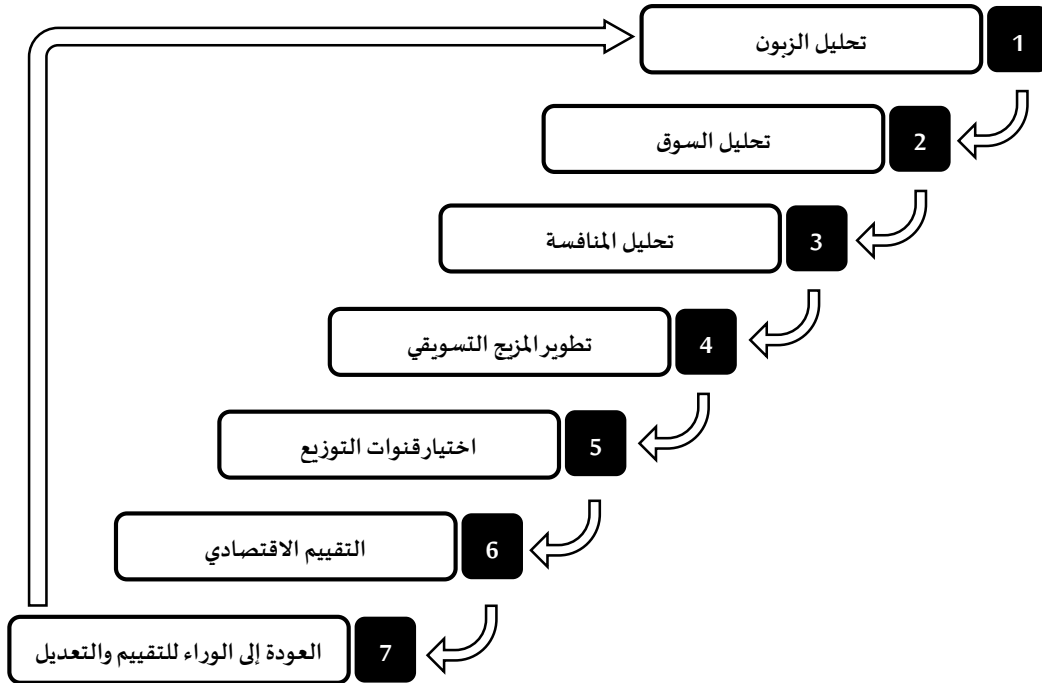 1 تحليل الزبون
2 تحليل السوق
3 تحليل المنافسة
4 تطوير المزيج التسويقي
5 اختيار قنوات التوزيع
6 التقييم الاقتصادي
7 العودة إلى الوراء للتقييم والتعديل